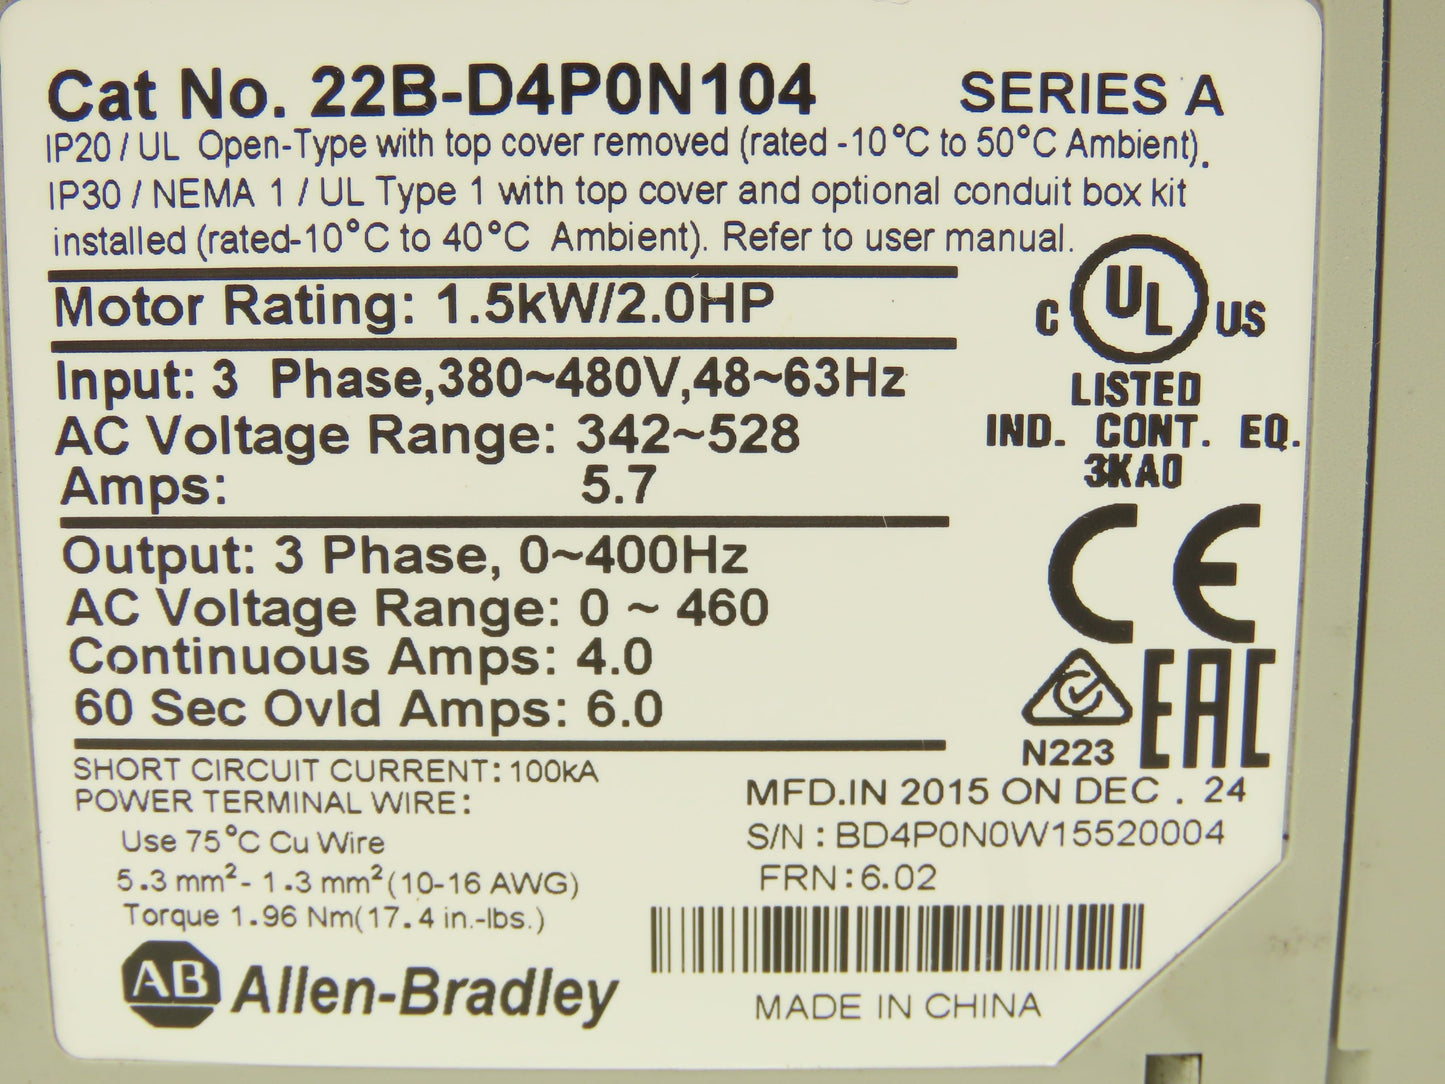 Cat No. 22B-D4P0N104 SERIES A
IP20 / UL Open-Type with top cover removed (rated -10°C to 50°C Ambient).
IP30 / NEMA 1 / UL Type 1 with top cover and optional conduit box kit
installed (rated-10°C to 40°C Ambient). Refer to user manual.
Motor Rating: 1.5kW/2.0HP
C UL US
LISTED
IND. CONT. EQ.
3KA0
Input: 3 Phase,380~480V,48~63Hz
AC Voltage Range: 342~528
Amps: 5.7
CE
Output: 3 Phase, 0~400Hz
AC Voltage Range: 0 ~ 460
Continuous Amps: 4.0
60 Sec Ovld Amps: 6.0
N223
EAC
SHORT CIRCUIT CURRENT: 100kA
POWER TERMINAL WIRE:
Use 75°C Cu Wire
5.3 mm²- 1.3 mm²(10-16 AWG)
Torque 1.96 Nm(17.4 in.-lbs.)
MFD.IN 2015 ON DEC . 24
S/N : BD4P0N0W15520004
FRN:6.02
AB Allen-Bradley
MADE IN CHINA